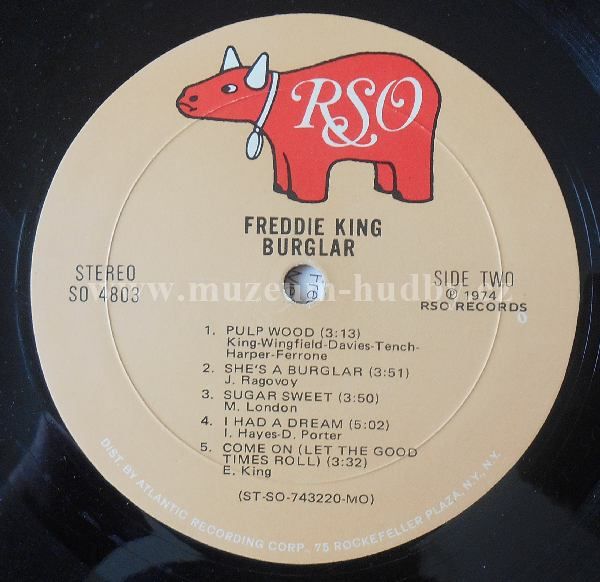 RSO
FREDDIE KING
BURGLAR
STEREO
SO 4803
SIDE TWO
℗ 1974
RSO RECORDS
Fre
www.muzeum-hudby.cz
1. PULP WOOD (3:13)
King-Wingfield-Davies-Tench-
Harper-Ferrone
2. SHE'S A BURGLAR (3:51)
J. Ragovoy
3. SUGAR SWEET (3:50)
M. London
4. I HAD A DREAM (5:02)
I. Hayes-D. Porter
5. COME ON (LET THE GOOD
TIMES ROLL) (3:32)
E. King
(ST-SO-743220-MO)
DIST. BY ATLANTIC RECORDING CORP., 75 ROCKEFELLER PLAZA, N.Y., N.Y.